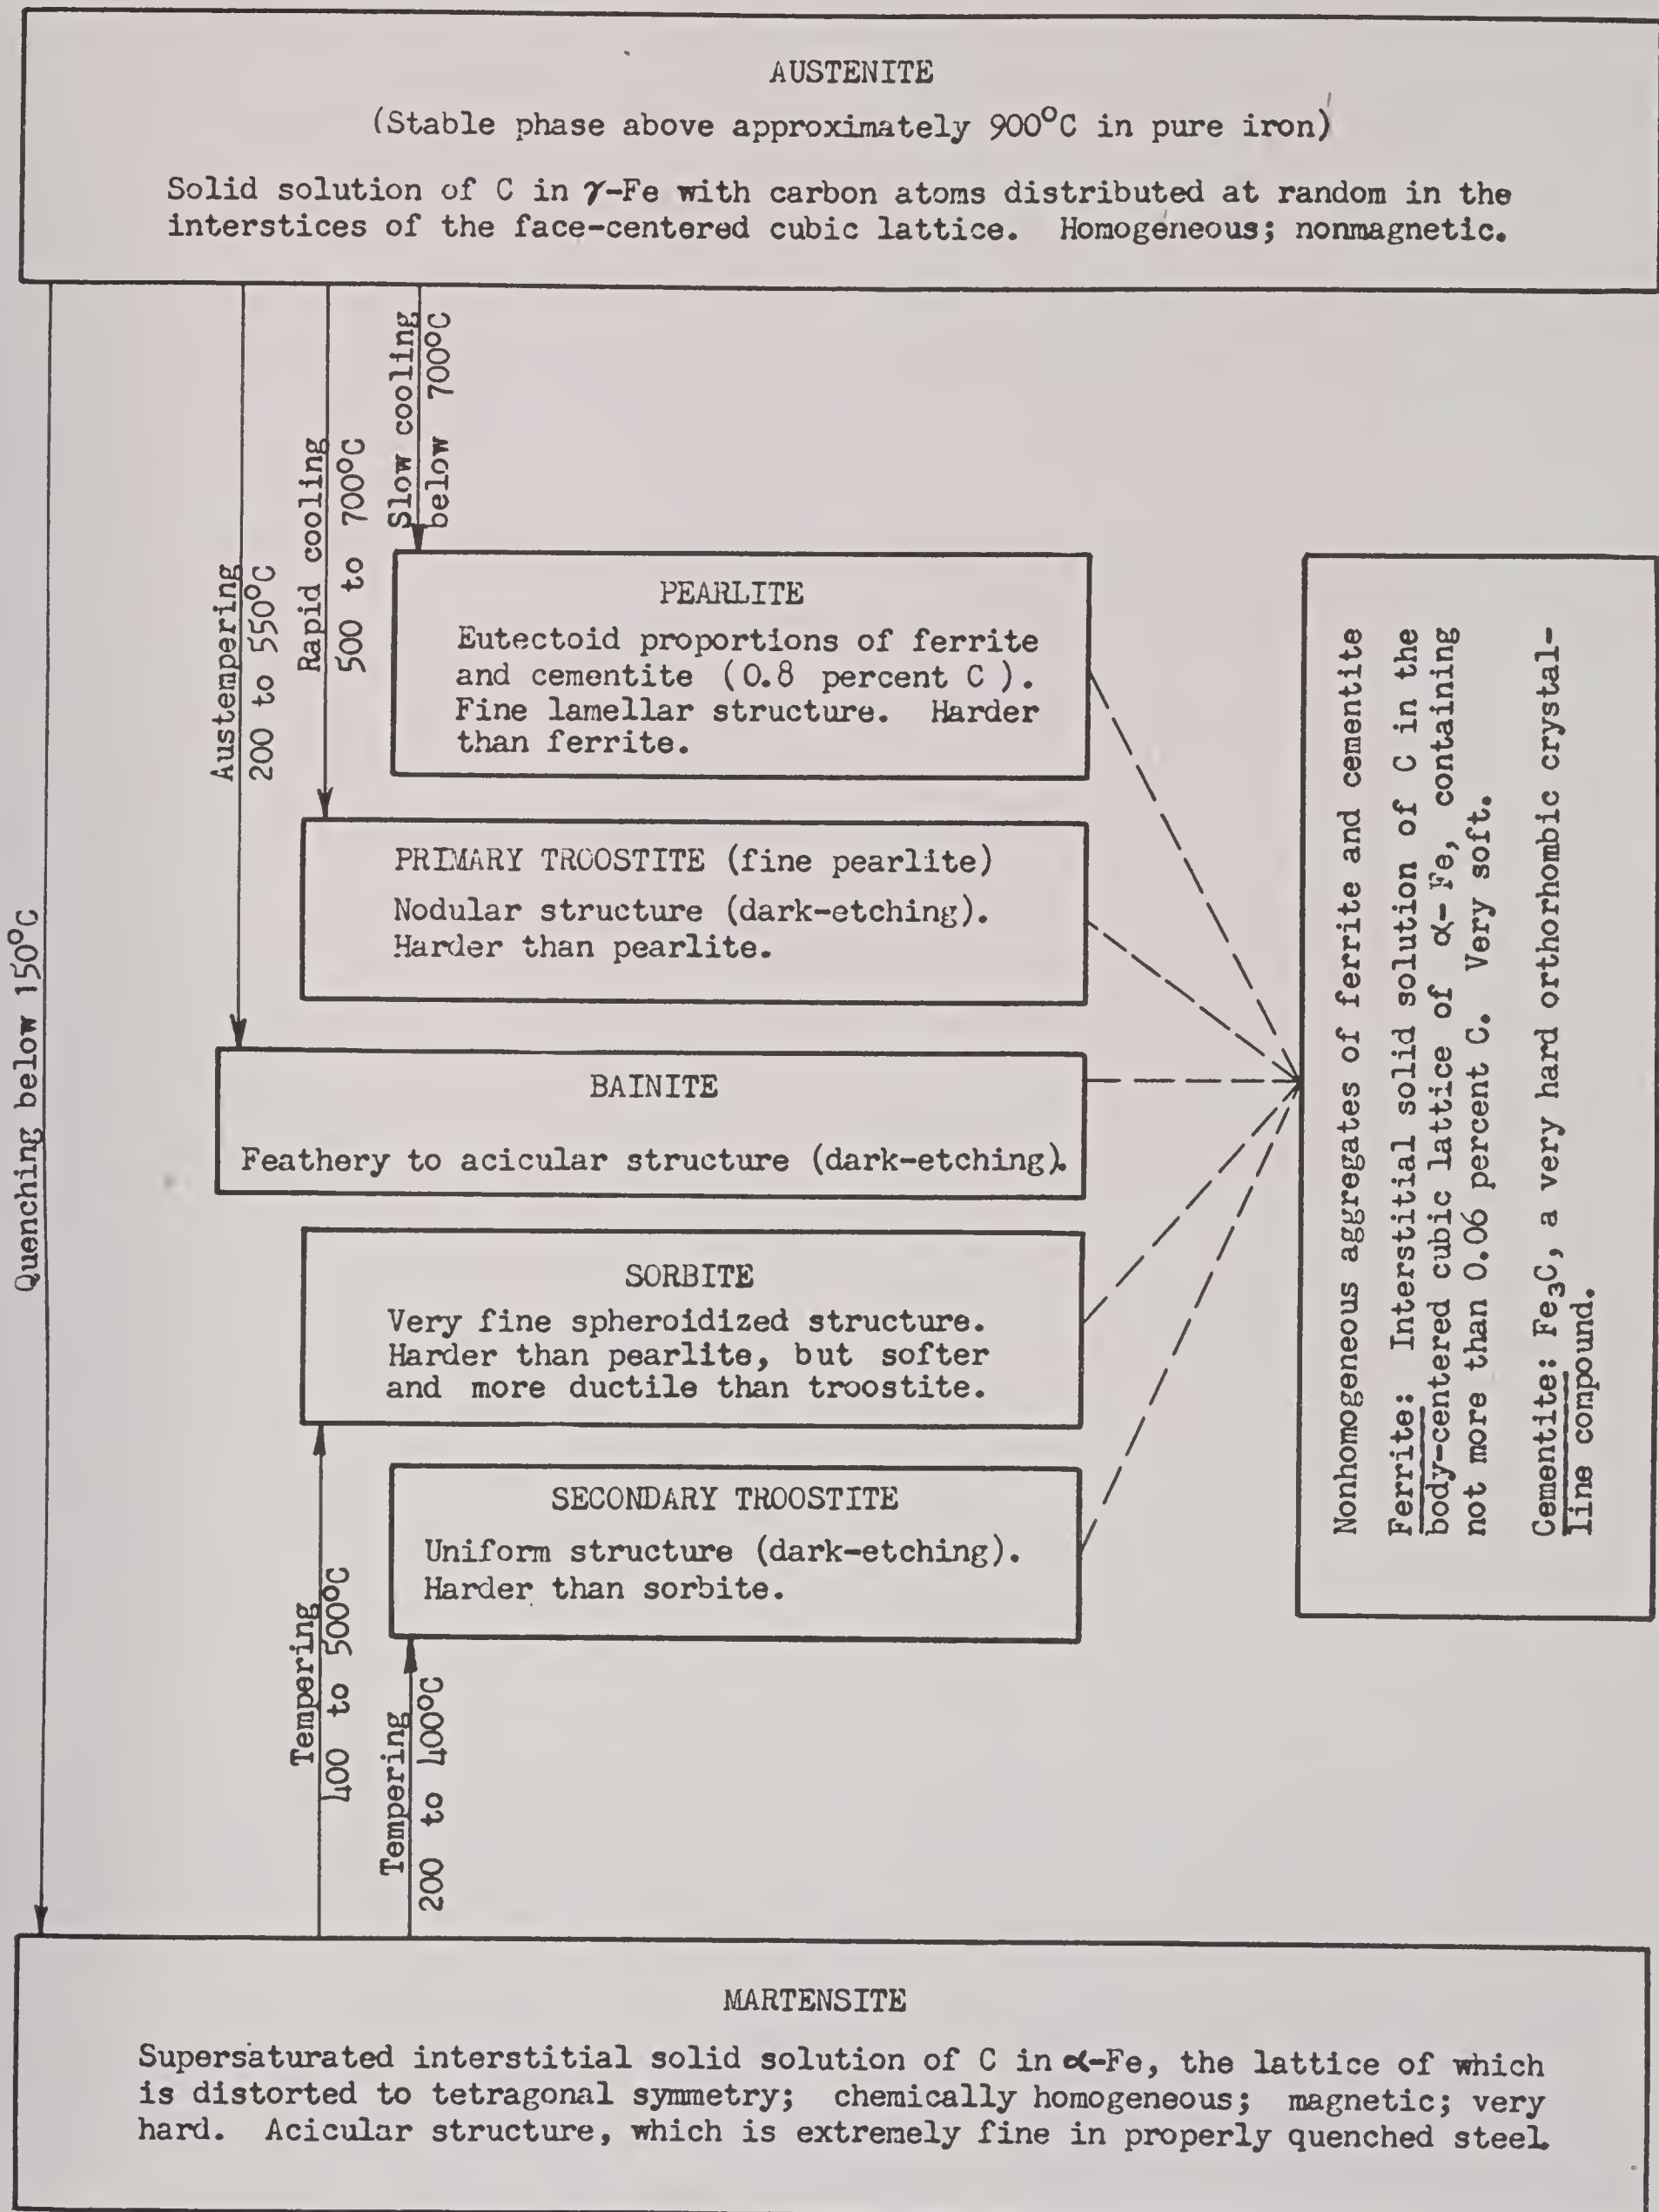 AUSTENITE
(Stable phase above approximately 900°C in pure iron)
Solid solution of C in γ-Fe with carbon atoms distributed at random in the
interstices of the face-centered cubic lattice. Homogeneous; nonmagnetic.
Quenching below 150°C
Austempering
200 to 550°C
Rapid cooling
500 to 700°C
Slow cooling
below 700°C
PEARLITE
Eutectoid proportions of ferrite
and cementite (0.8 percent C ).
Fine lamellar structure. Harder
than ferrite.
PRIMARY TROOSTITE (fine pearlite)
Nodular structure (dark-etching).
Harder than pearlite.
BAINITE
Feathery to acicular structure (dark-etching).
SORBITE
Very fine spheroidized structure.
Harder than pearlite, but softer
and more ductile than troostite.
SECONDARY TROOSTITE
Uniform structure (dark-etching).
Harder than sorbite.
Nonhomogeneous aggregates of ferrite and cementite
Ferrite: Interstitial solid solution of C in the
body-centered cubic lattice of α-Fe, containing
not more than 0.06 percent C. Very soft.
Cementite: Fe₃C, a very hard orthorhombic crystal-
line compound.
Tempering
400 to 500°C
Tempering
200 to 400°C
MARTENSITE
Supersaturated interstitial solid solution of C in α-Fe, the lattice of which
is distorted to tetragonal symmetry; chemically homogeneous; magnetic; very
hard. Acicular structure, which is extremely fine in properly quenched steel.